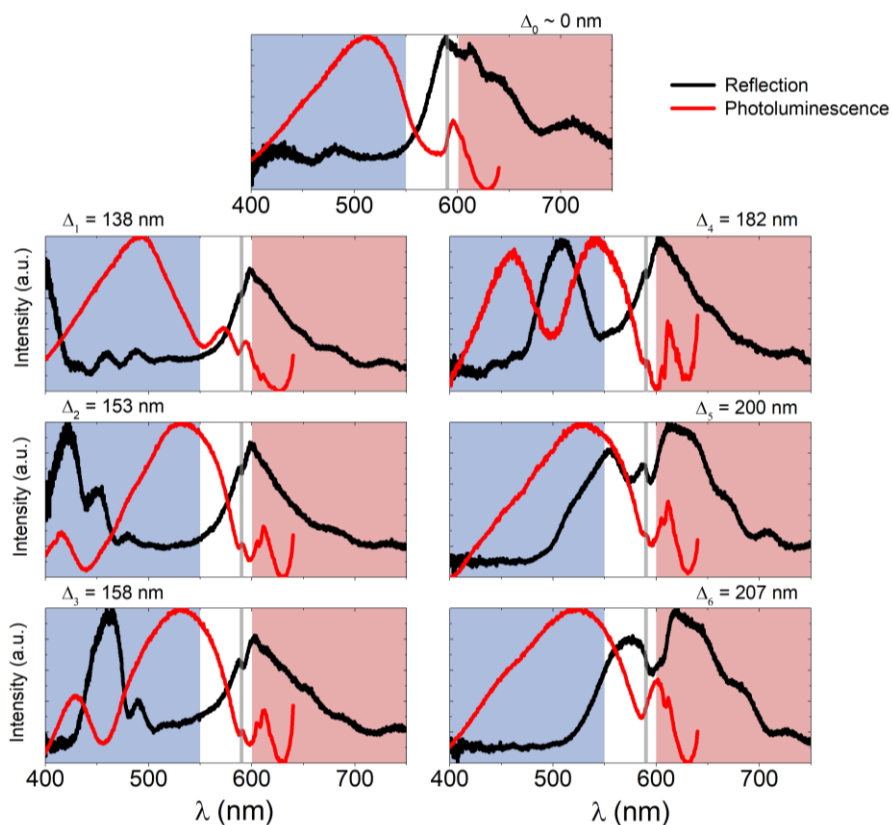 Δ0 ~ 0 nm
Reflection
Photoluminescence
400 500 600 700
Δ1 = 138 nm
Δ4 = 182 nm
Intensity (a.u.)
Δ2 = 153 nm
Δ5 = 200 nm
Intensity (a.u.)
Δ3 = 158 nm
Δ6 = 207 nm
Intensity (a.u.)
400 500 600 700
400 500 600 700
λ (nm)
λ (nm)